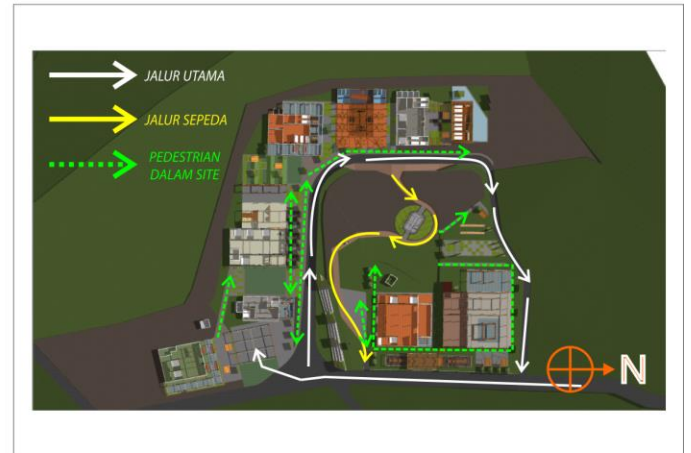 JALUR UTAMA
JALUR SEPEDA
PEDESTRIAN
DALAM SITE
N